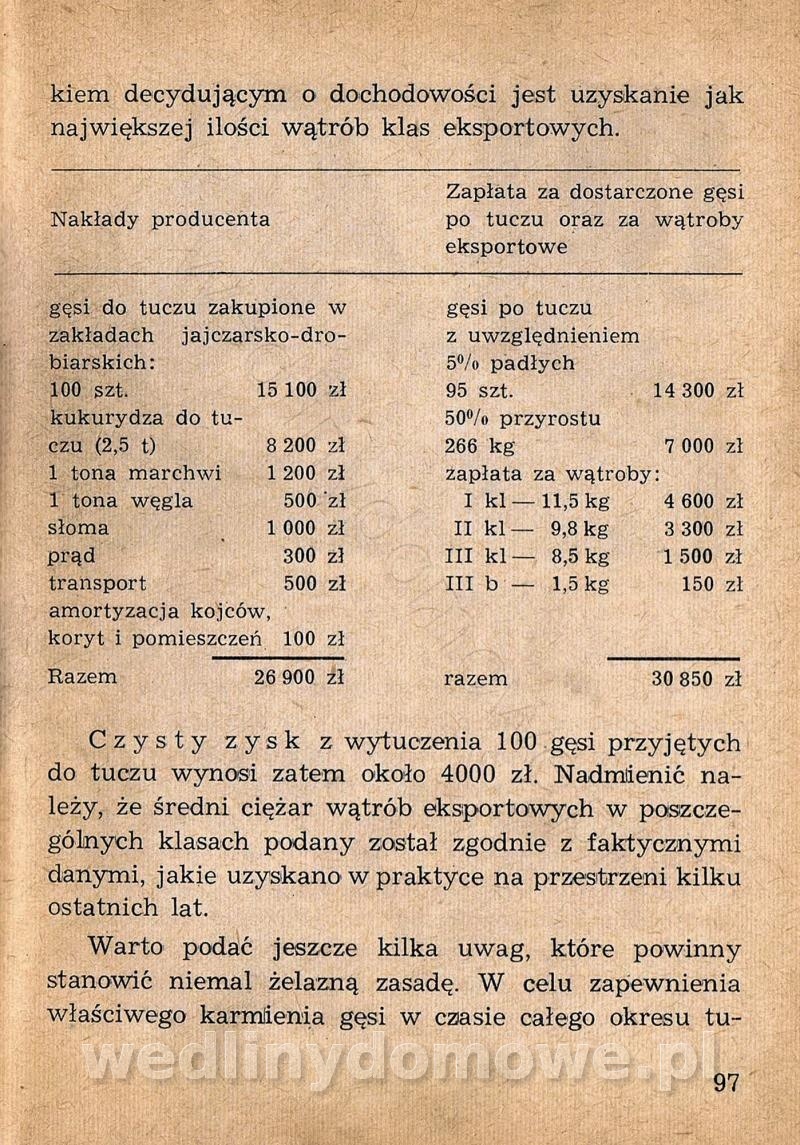 kiem decydującym o dochodowości jest uzyskanie jak
największej ilości wątrób klas eksportowych.
Nakłady producenta
Zapłata za dostarczone gęsi
po tuczu oraz za wątroby
eksportowe
gęsi do tuczu zakupione w
zakładach jajczarsko-dro-
biarskich:
100 szt. 15 100 zł
kukurydza do tu-
czu (2,5 t) 8 200 zł
1 tona marchwi 1 200 zł
1 tona węgla 500 zł
słoma 1 000 zł
prąd 300 zł
transport 500 zł
amortyzacja kojców,
koryt i pomieszczeń 100 zł
Razem 26 900 zł
gęsi po tuczu
z uwzględnieniem
5% padłych
95 szt. 14 300 zł
50% przyrostu
266 kg 7 000 zł
zapłata za wątroby:
I kl — 11,5 kg 4 600 zł
II kl — 9,8 kg 3 300 zł
III kl — 8,5 kg 1 500 zł
III b — 1,5 kg 150 zł
razem 30 850 zł
Czysty zysk z wytuczenia 100 gęsi przyjętych
do tuczu wynosi zatem około 4000 zł. Nadmienić na-
leży, że średni ciężar wątrób eksportowych w poszcze-
gólnych klasach podany został zgodnie z faktycznymi
danymi, jakie uzyskano w praktyce na przestrzeni kilku
ostatnich lat.
Warto podać jeszcze kilka uwag, które powinny
stanowić niemal żelazną zasadę. W celu zapewnienia
właściwego karmienia gęsi w czasie całego okresu tu-
wedlinydomowe.pl
97